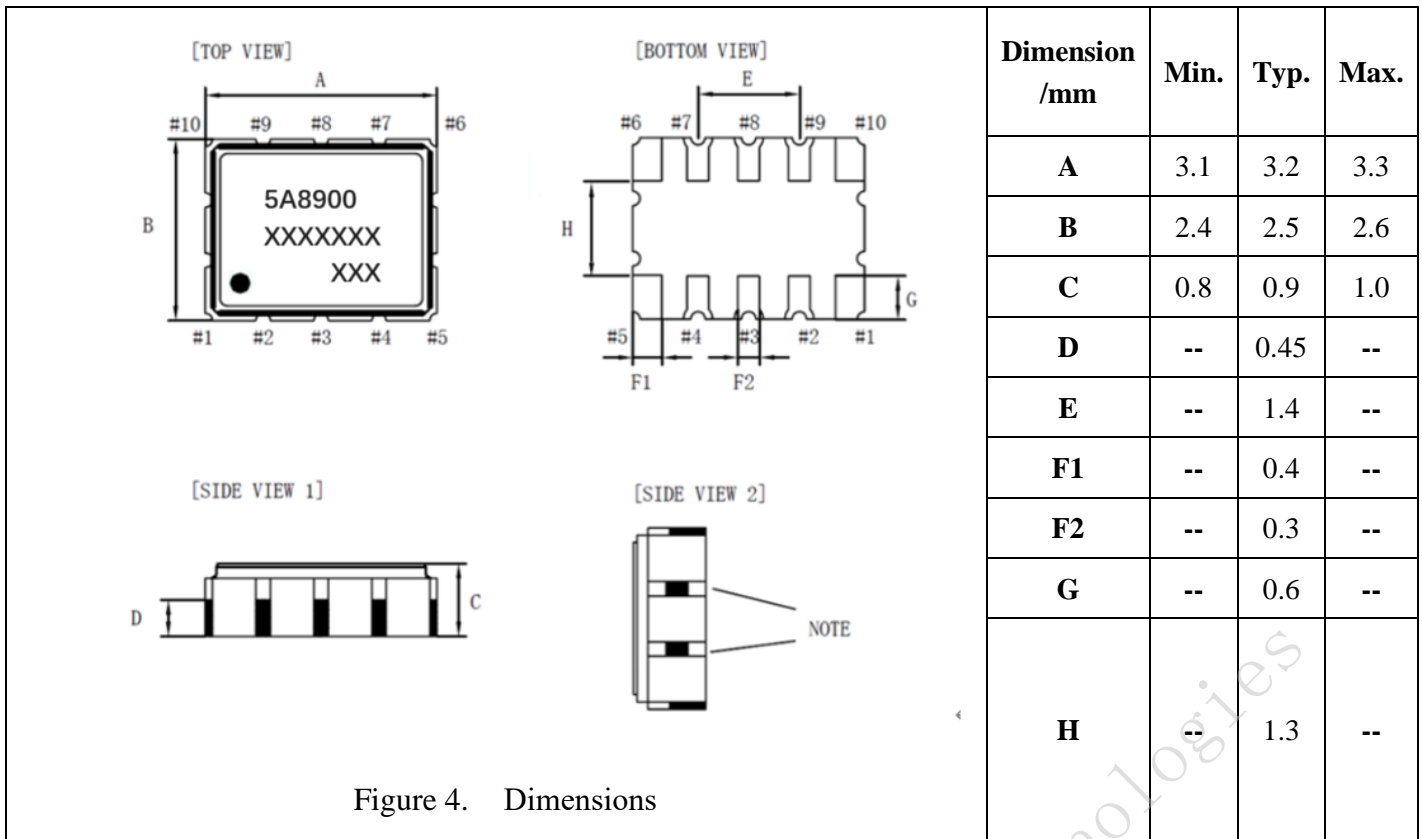 [TOP VIEW]
A
#10 #9 #8 #7 #6
B
5A8900
XXXXXXX
XXX
#1 #2 #3 #4 #5
[BOTTOM VIEW]
E
#6 #7 #8 #9 #10
H
G
#5 #4 #3 #2 #1
F1 F2
[SIDE VIEW 1]
D
C
[SIDE VIEW 2]
NOTE
Figure 4. Dimensions
Dimension /mm Min. Typ. Max.
A 3.1 3.2 3.3
B 2.4 2.5 2.6
C 0.8 0.9 1.0
D -- 0.45 --
E -- 1.4 --
F1 -- 0.4 --
F2 -- 0.3 --
G -- 0.6 --
H -- 1.3 --
nologies